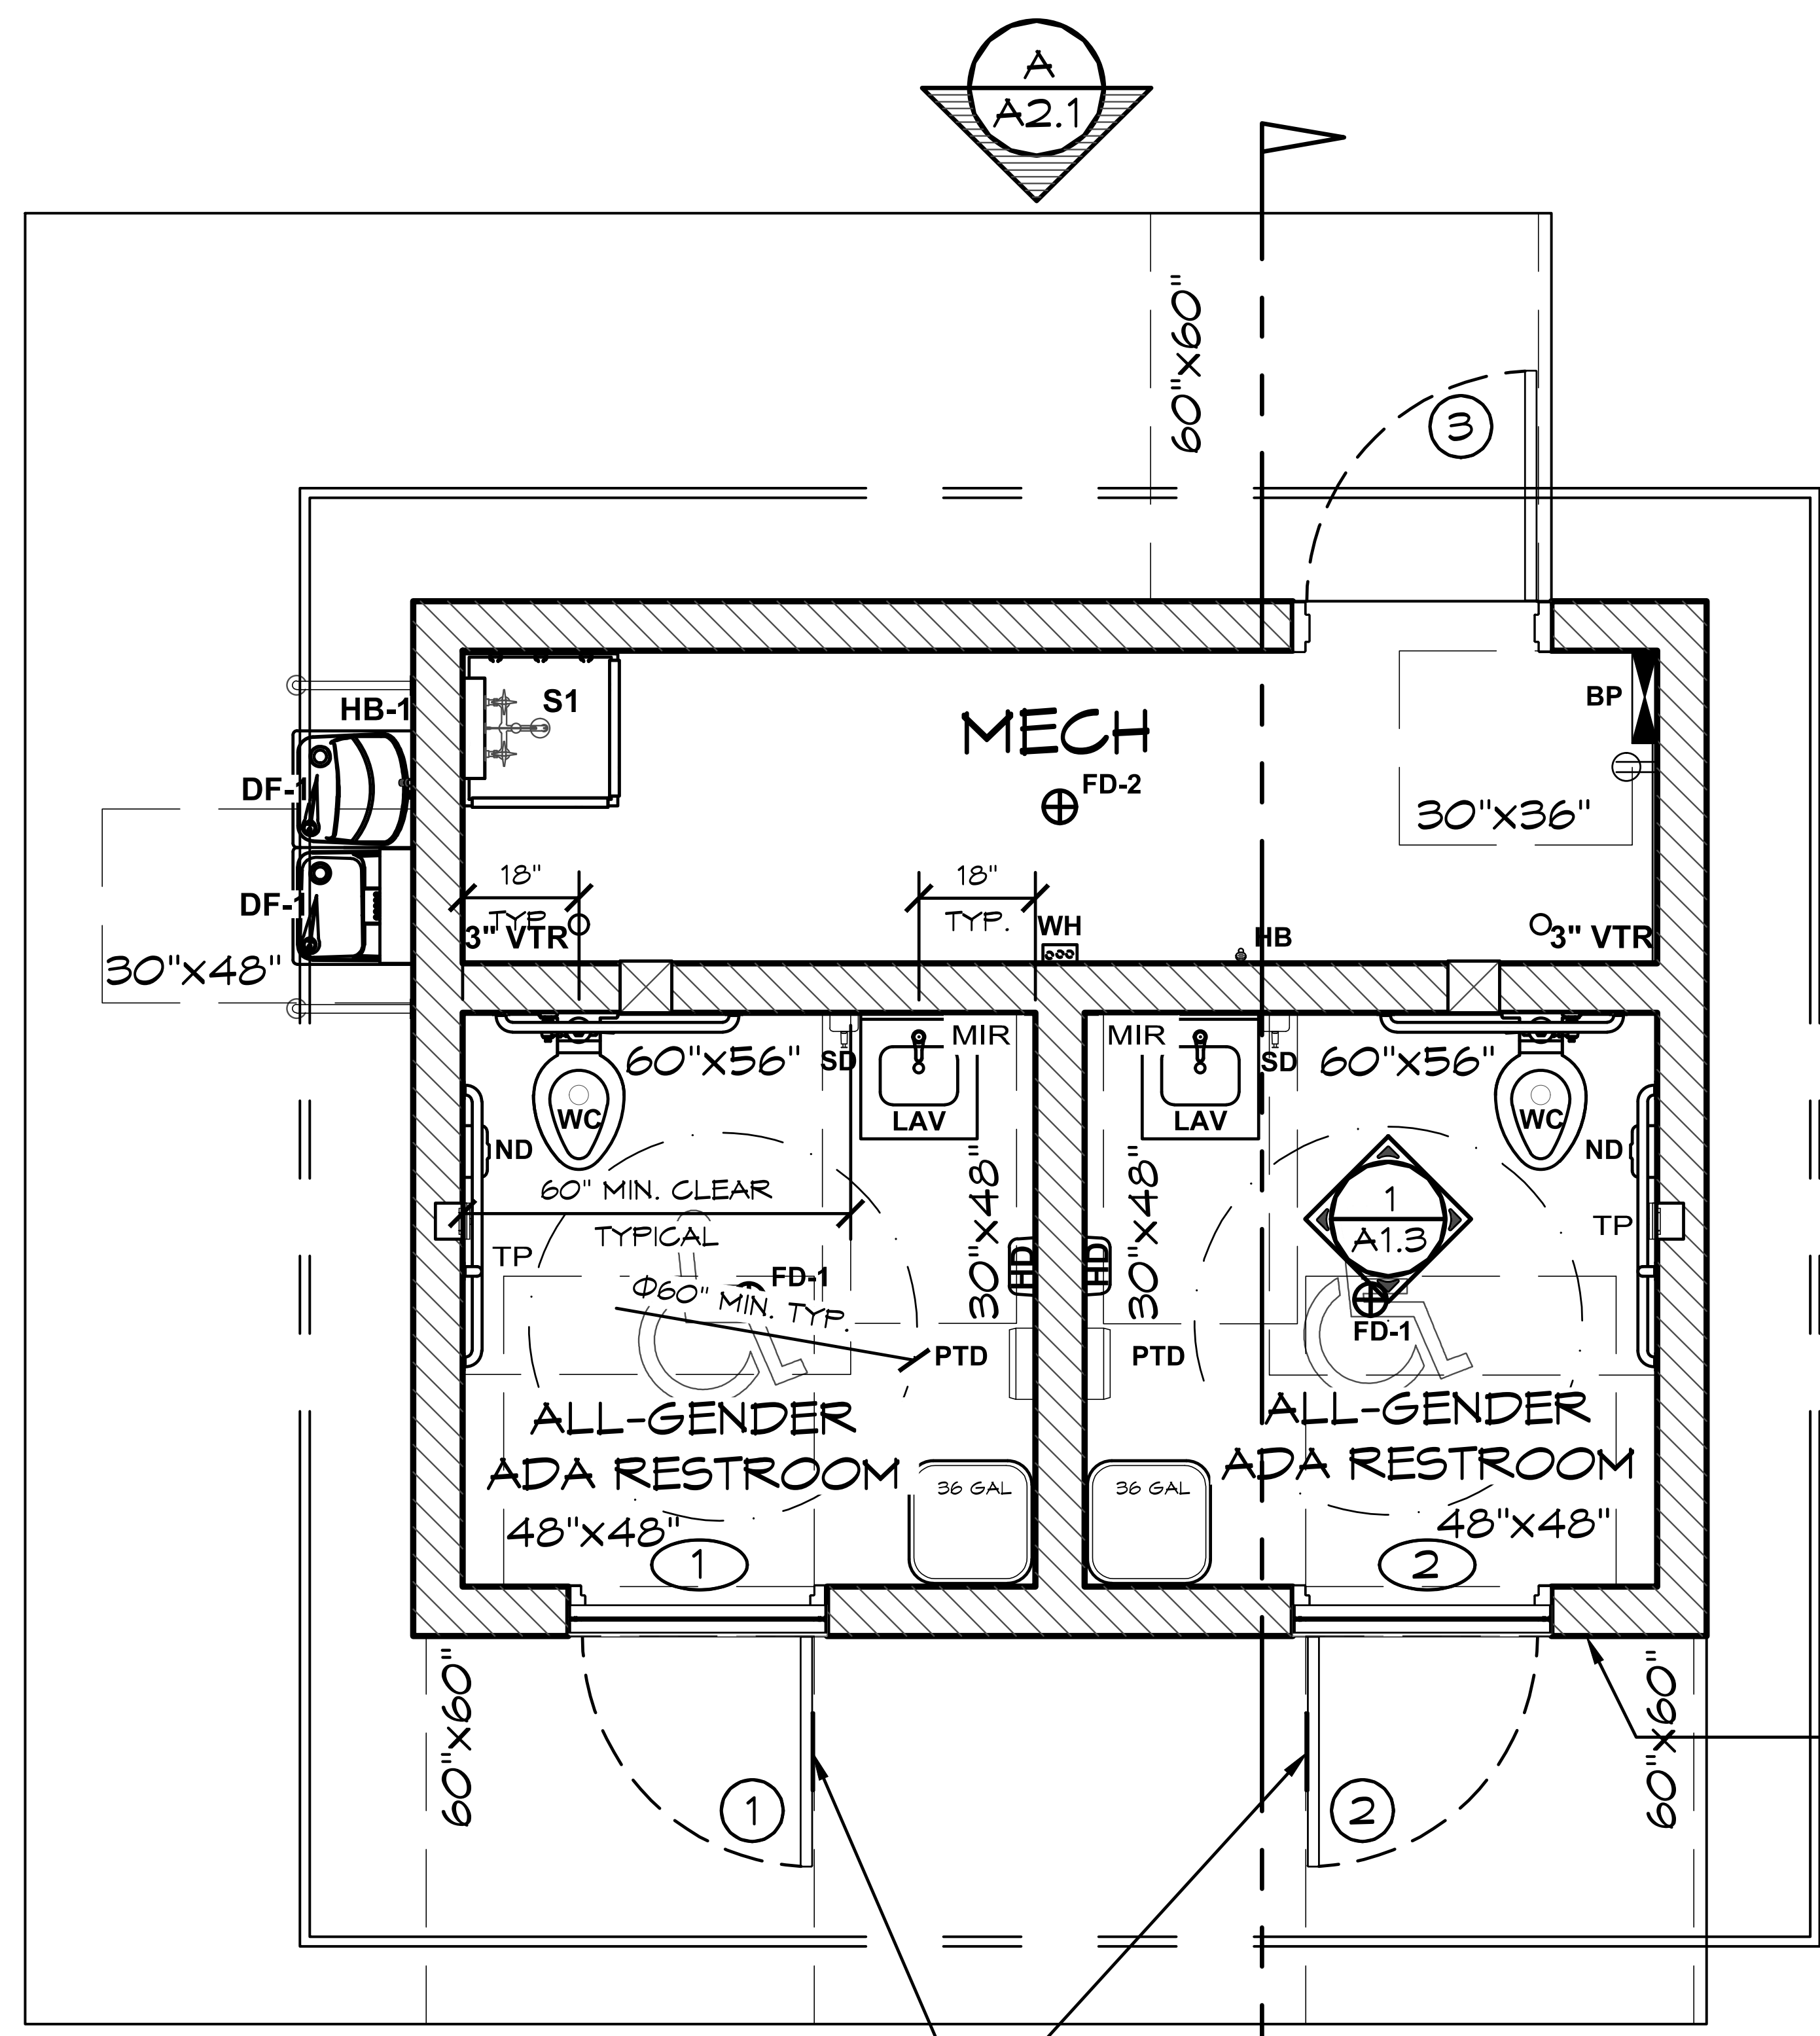 A
A2.1
60"x60"
3
HB-1
S1
MECH
BP
DF-1
FD-2
30"x36"
18"
TYP.
18"
TYP.
DF-1
3" VTR
WH
HB
3" VTR
30"x48"
MIR
MIR
60"x56"
SD
SD
60"x56"
WC
LAV
LAV
WC
ND
ND
60" MIN. CLEAR
TYPICAL
30"x48"
30"x48"
1
A1.3
TP
TP
HD
HD
FD-1
Φ60" MIN. TYP.
FD-1
PTD
PTD
ALL-GENDER
ADA RESTROOM
ALL-GENDER
ADA RESTROOM
36 GAL
36 GAL
48"x48"
48"x48"
1
2
60"x60"
60"x60"
1
2